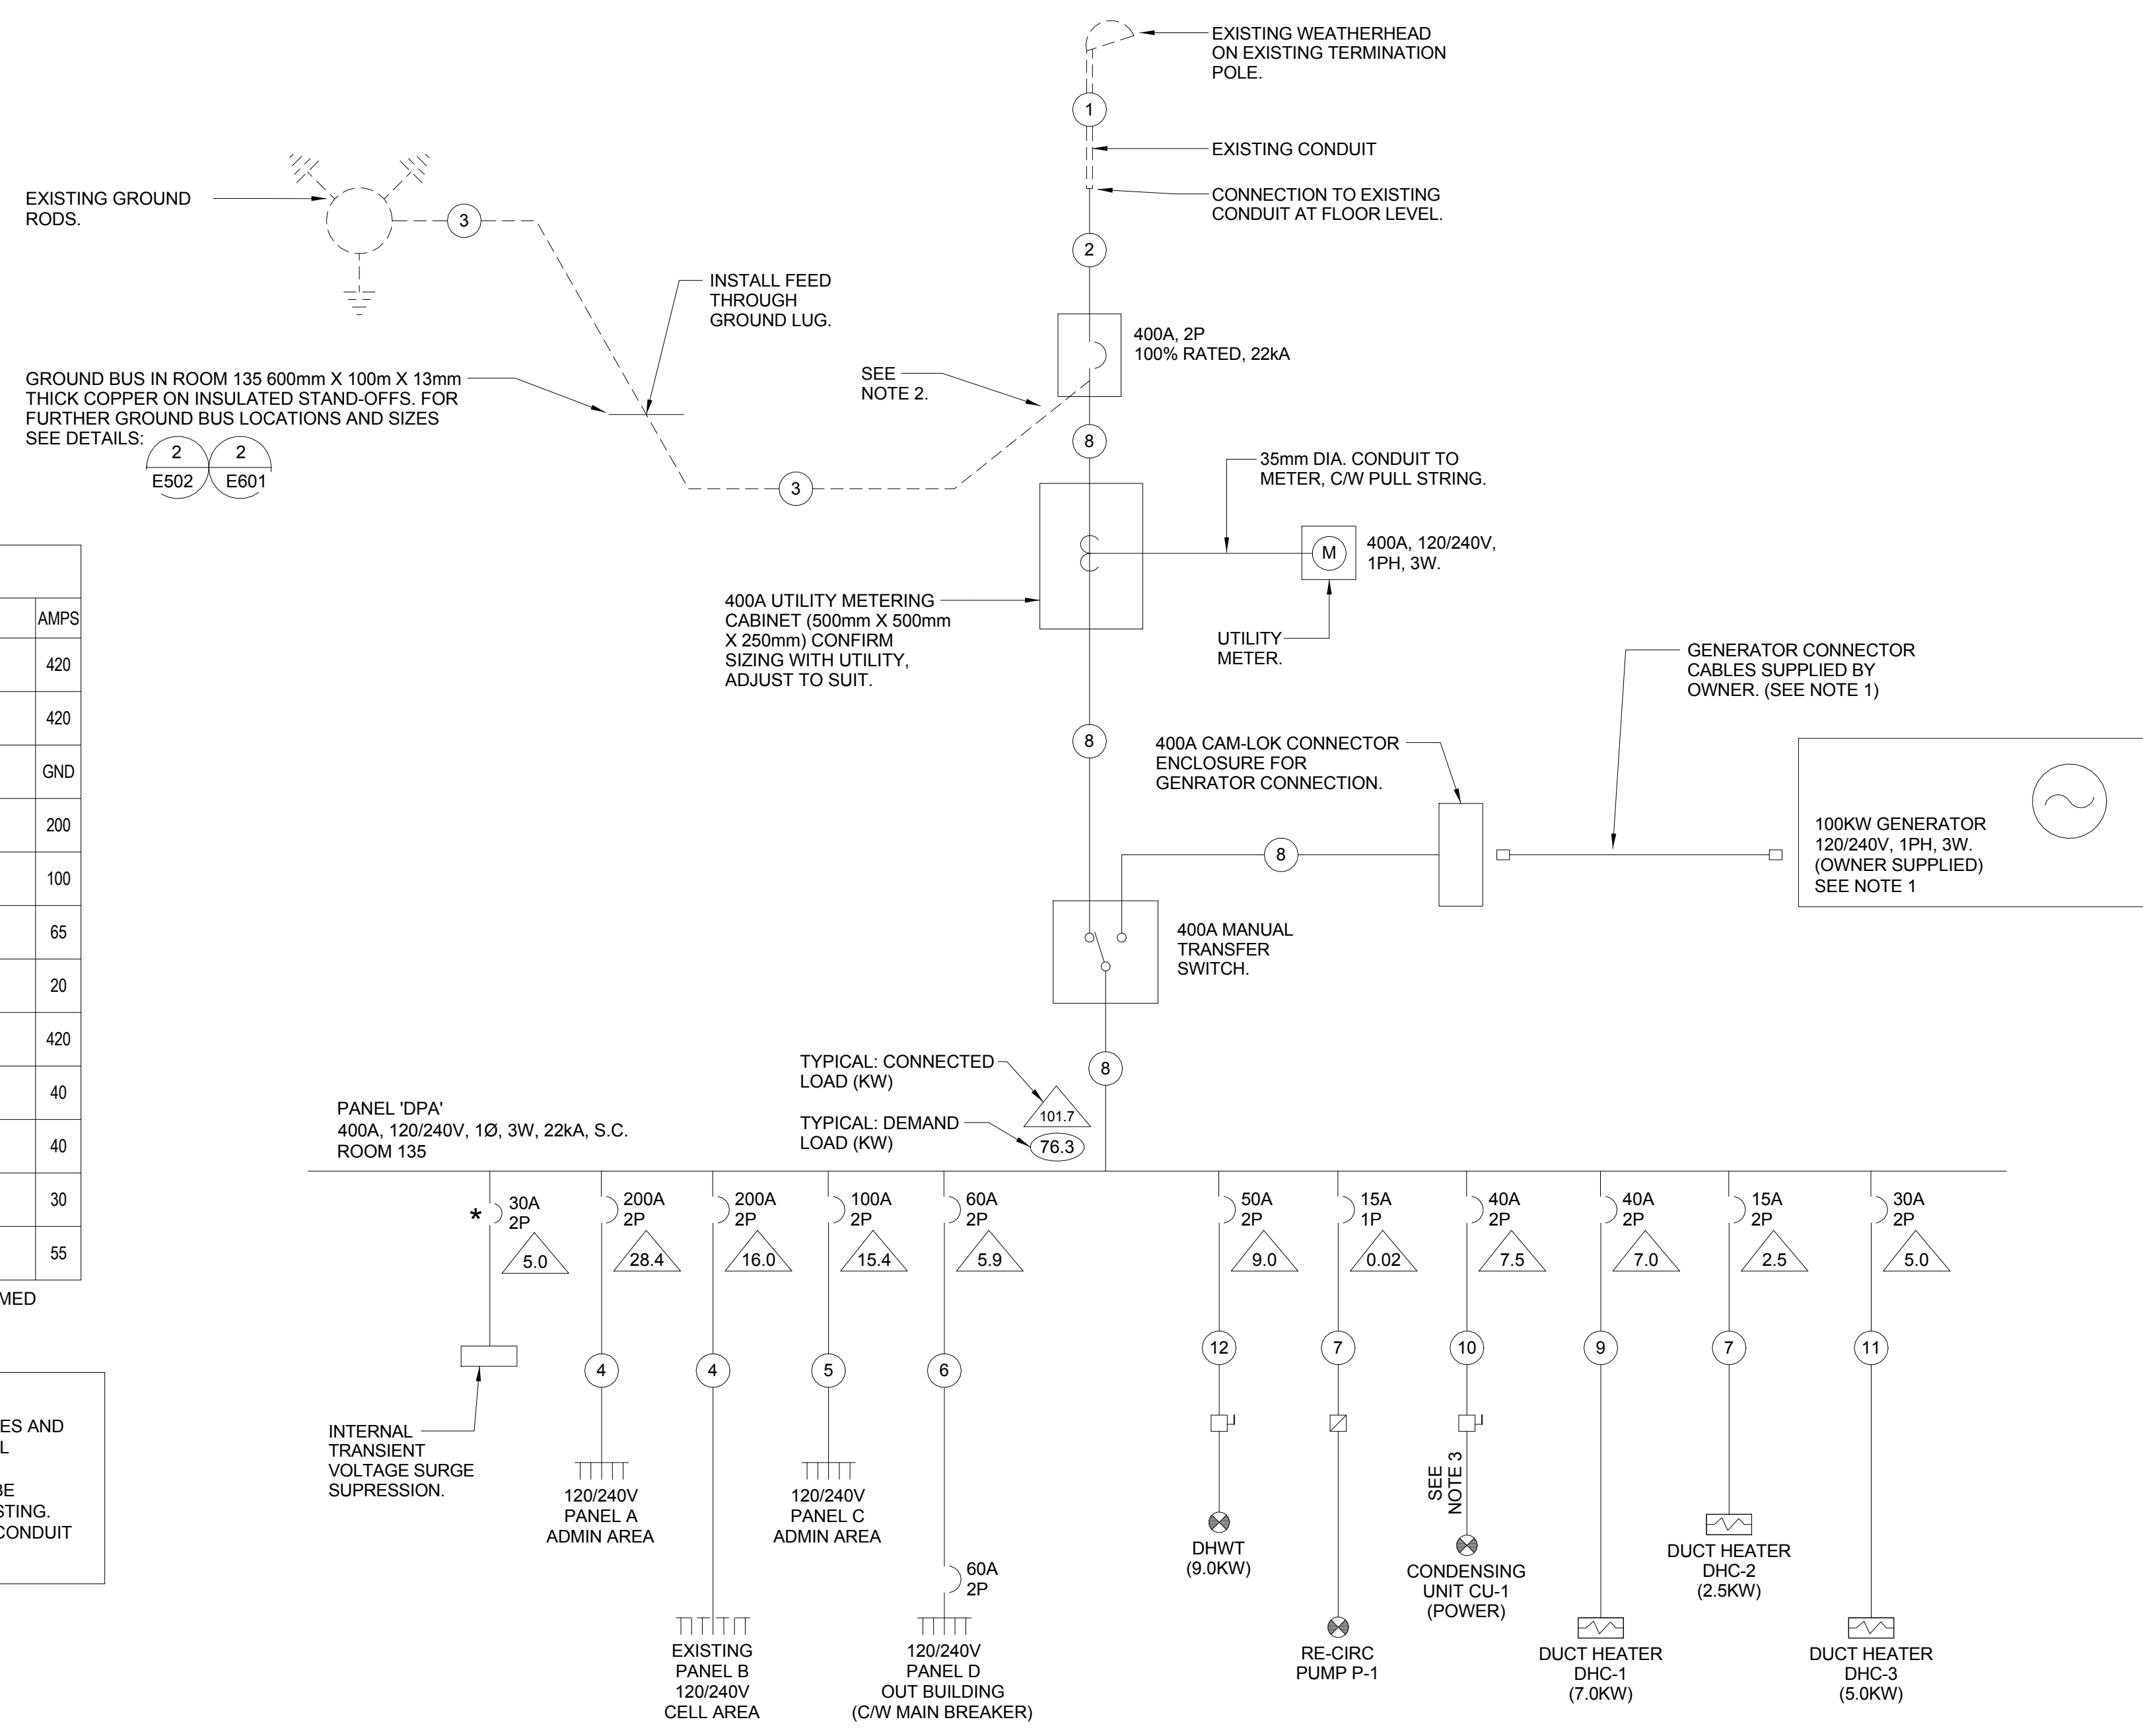 EXISTING WEATHERHEAD
ON EXISTING TERMINATION
POLE.
1
EXISTING CONDUIT
CONNECTION TO EXISTING
CONDUIT AT FLOOR LEVEL.
EXISTING GROUND
RODS.
3
2
INSTALL FEED
THROUGH
GROUND LUG.
400A, 2P
100% RATED, 22kA
GROUND BUS IN ROOM 135 600mm X 100m X 13mm
THICK COPPER ON INSULATED STAND-OFFS. FOR
FURTHER GROUND BUS LOCATIONS AND SIZES
SEE DETAILS:
2
E502
2
E601
SEE
NOTE 2.
8
3
35mm DIA. CONDUIT TO
METER, C/W PULL STRING.
M
400A, 120/240V,
1PH, 3W.
400A UTILITY METERING
CABINET (500mm X 500mm
X 250mm) CONFIRM
SIZING WITH UTILITY,
ADJUST TO SUIT.
UTILITY
METER.
GENERATOR CONNECTOR
CABLES SUPPLIED BY
OWNER. (SEE NOTE 1)
8
400A CAM-LOK CONNECTOR
ENCLOSURE FOR
GENRATOR CONNECTION.
8
100KW GENERATOR
120/240V, 1PH, 3W.
(OWNER SUPPLIED)
SEE NOTE 1
400A MANUAL
TRANSFER
SWITCH.
8
AMPS
420
420
GND
200
100
65
20
420
40
40
30
55
MED
ES AND
L
BE
STING.
CONDUIT
TYPICAL: CONNECTED
LOAD (KW)
101.7
TYPICAL: DEMAND
LOAD (KW)
76.3
PANEL 'DPA'
400A, 120/240V, 1Ø, 3W, 22kA, S.C.
ROOM 135
*
30A
2P
5.0
INTERNAL
TRANSIENT
VOLTAGE SURGE
SUPRESSION.
200A
2P
28.4
4
120/240V
PANEL A
ADMIN AREA
200A
2P
16.0
4
EXISTING
PANEL B
120/240V
CELL AREA
100A
2P
15.4
5
120/240V
PANEL C
ADMIN AREA
60A
2P
5.9
6
60A
2P
120/240V
PANEL D
OUT BUILDING
(C/W MAIN BREAKER)
50A
2P
9.0
12
DHWT
(9.0KW)
15A
1P
0.02
7
RE-CIRC
PUMP P-1
40A
2P
7.5
10
SEE
NOTE 3
CONDENSING
UNIT CU-1
(POWER)
40A
2P
7.0
9
DUCT HEATER
DHC-1
(7.0KW)
15A
2P
2.5
7
DUCT HEATER
DHC-2
(2.5KW)
30A
2P
5.0
11
DUCT HEATER
DHC-3
(5.0KW)